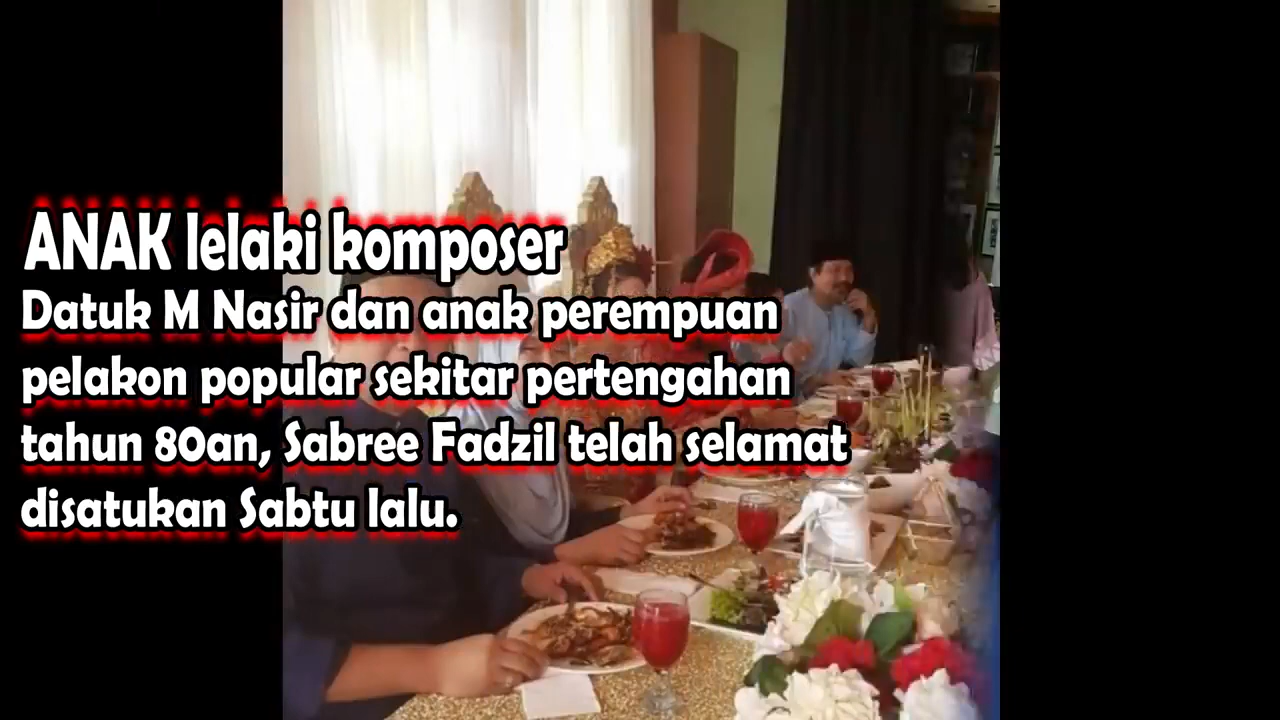 ANAK lelaki komposer
Datuk M Nasir dan anak perempuan
pelakon popular sekitar pertengahan
tahun 80an, Sabree Fadzil telah selamat
disatukan Sabtu lalu.